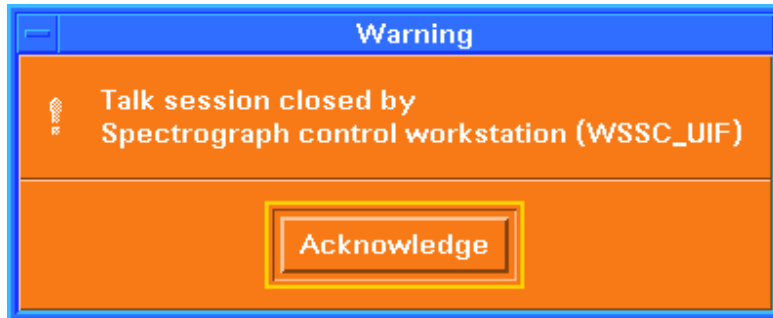 Warning
Talk session closed by
Spectrograph control workstation (WSSC_UIF)
Acknowledge